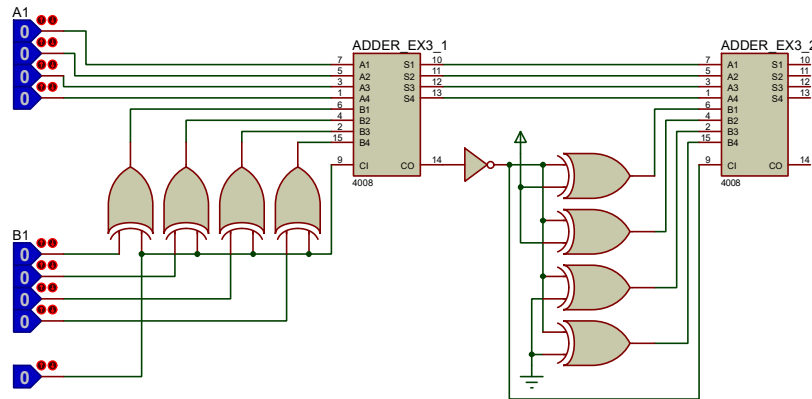 A1
0
0
0
0
ADDER_EX3_1
7 A1 S1 10
5 A2 S2 11
3 A3 S3 12
1 A4 S4 13
6 B1
4 B2
2 B3
15 B4
9 CI CO 14
4008
ADDER_EX3_2
7 A1 S1 10
5 A2 S2 11
3 A3 S3 12
1 A4 S4 13
6 B1
4 B2
2 B3
15 B4
9 CI CO 14
4008
B1
0
0
0
0
0